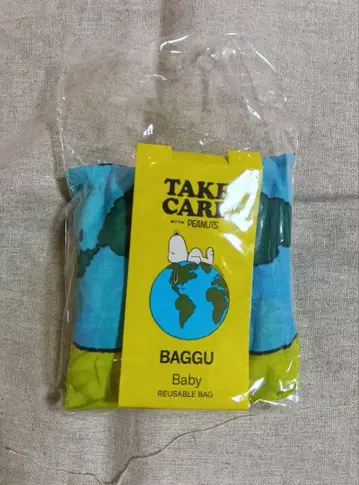 TAKE
CARE
WITH PEANUTS
BAGGU
Baby
REUSABLE BAG